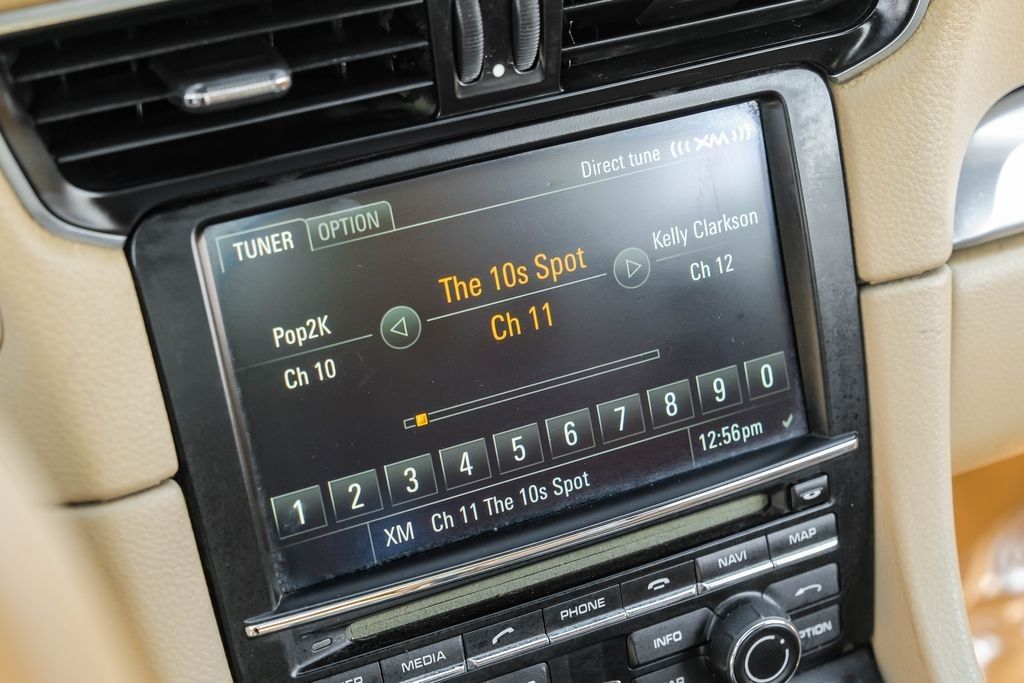 Direct tune XM
TUNER OPTION
Kelly Clarkson
Ch 12
The 10s Spot
Ch 11
Pop2K
Ch 10
1 2 3 4 5 6 7 8 9 0
XM Ch 11 The 10s Spot 12:56pm
MEDIA PHONE NAVI MAP
INFO